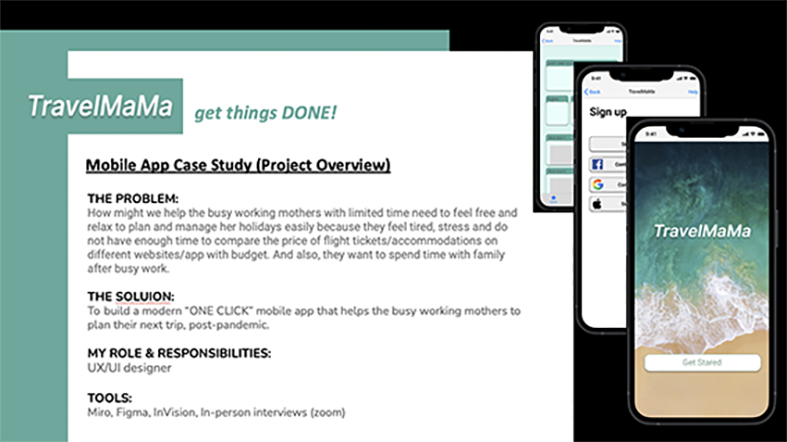 TravelMaMa
get things DONE!
Mobile App Case Study (Project Overview)
THE PROBLEM:
How might we help the busy working mothers with limited time need to feel free and
relax to plan and manage her holidays easily because they feel tired, stress and do
not have enough time to compare the price of flight tickets/accommodations on
different websites/app with budget. And also, they want to spend time with family
after busy work.
THE SOLUION:
To build a modern “ONE CLICK” mobile app that helps the busy working mothers to
plan their next trip, post-pandemic.
MY ROLE & RESPONSIBILITIES:
UX/UI designer
TOOLS:
Miro, Figma, InVision, In-person interviews (zoom)
9:41
Back TravelMaMa Help
9:41
Back TravelMaMa Help
Sign up
9:41
TravelMaMa
Get Stared